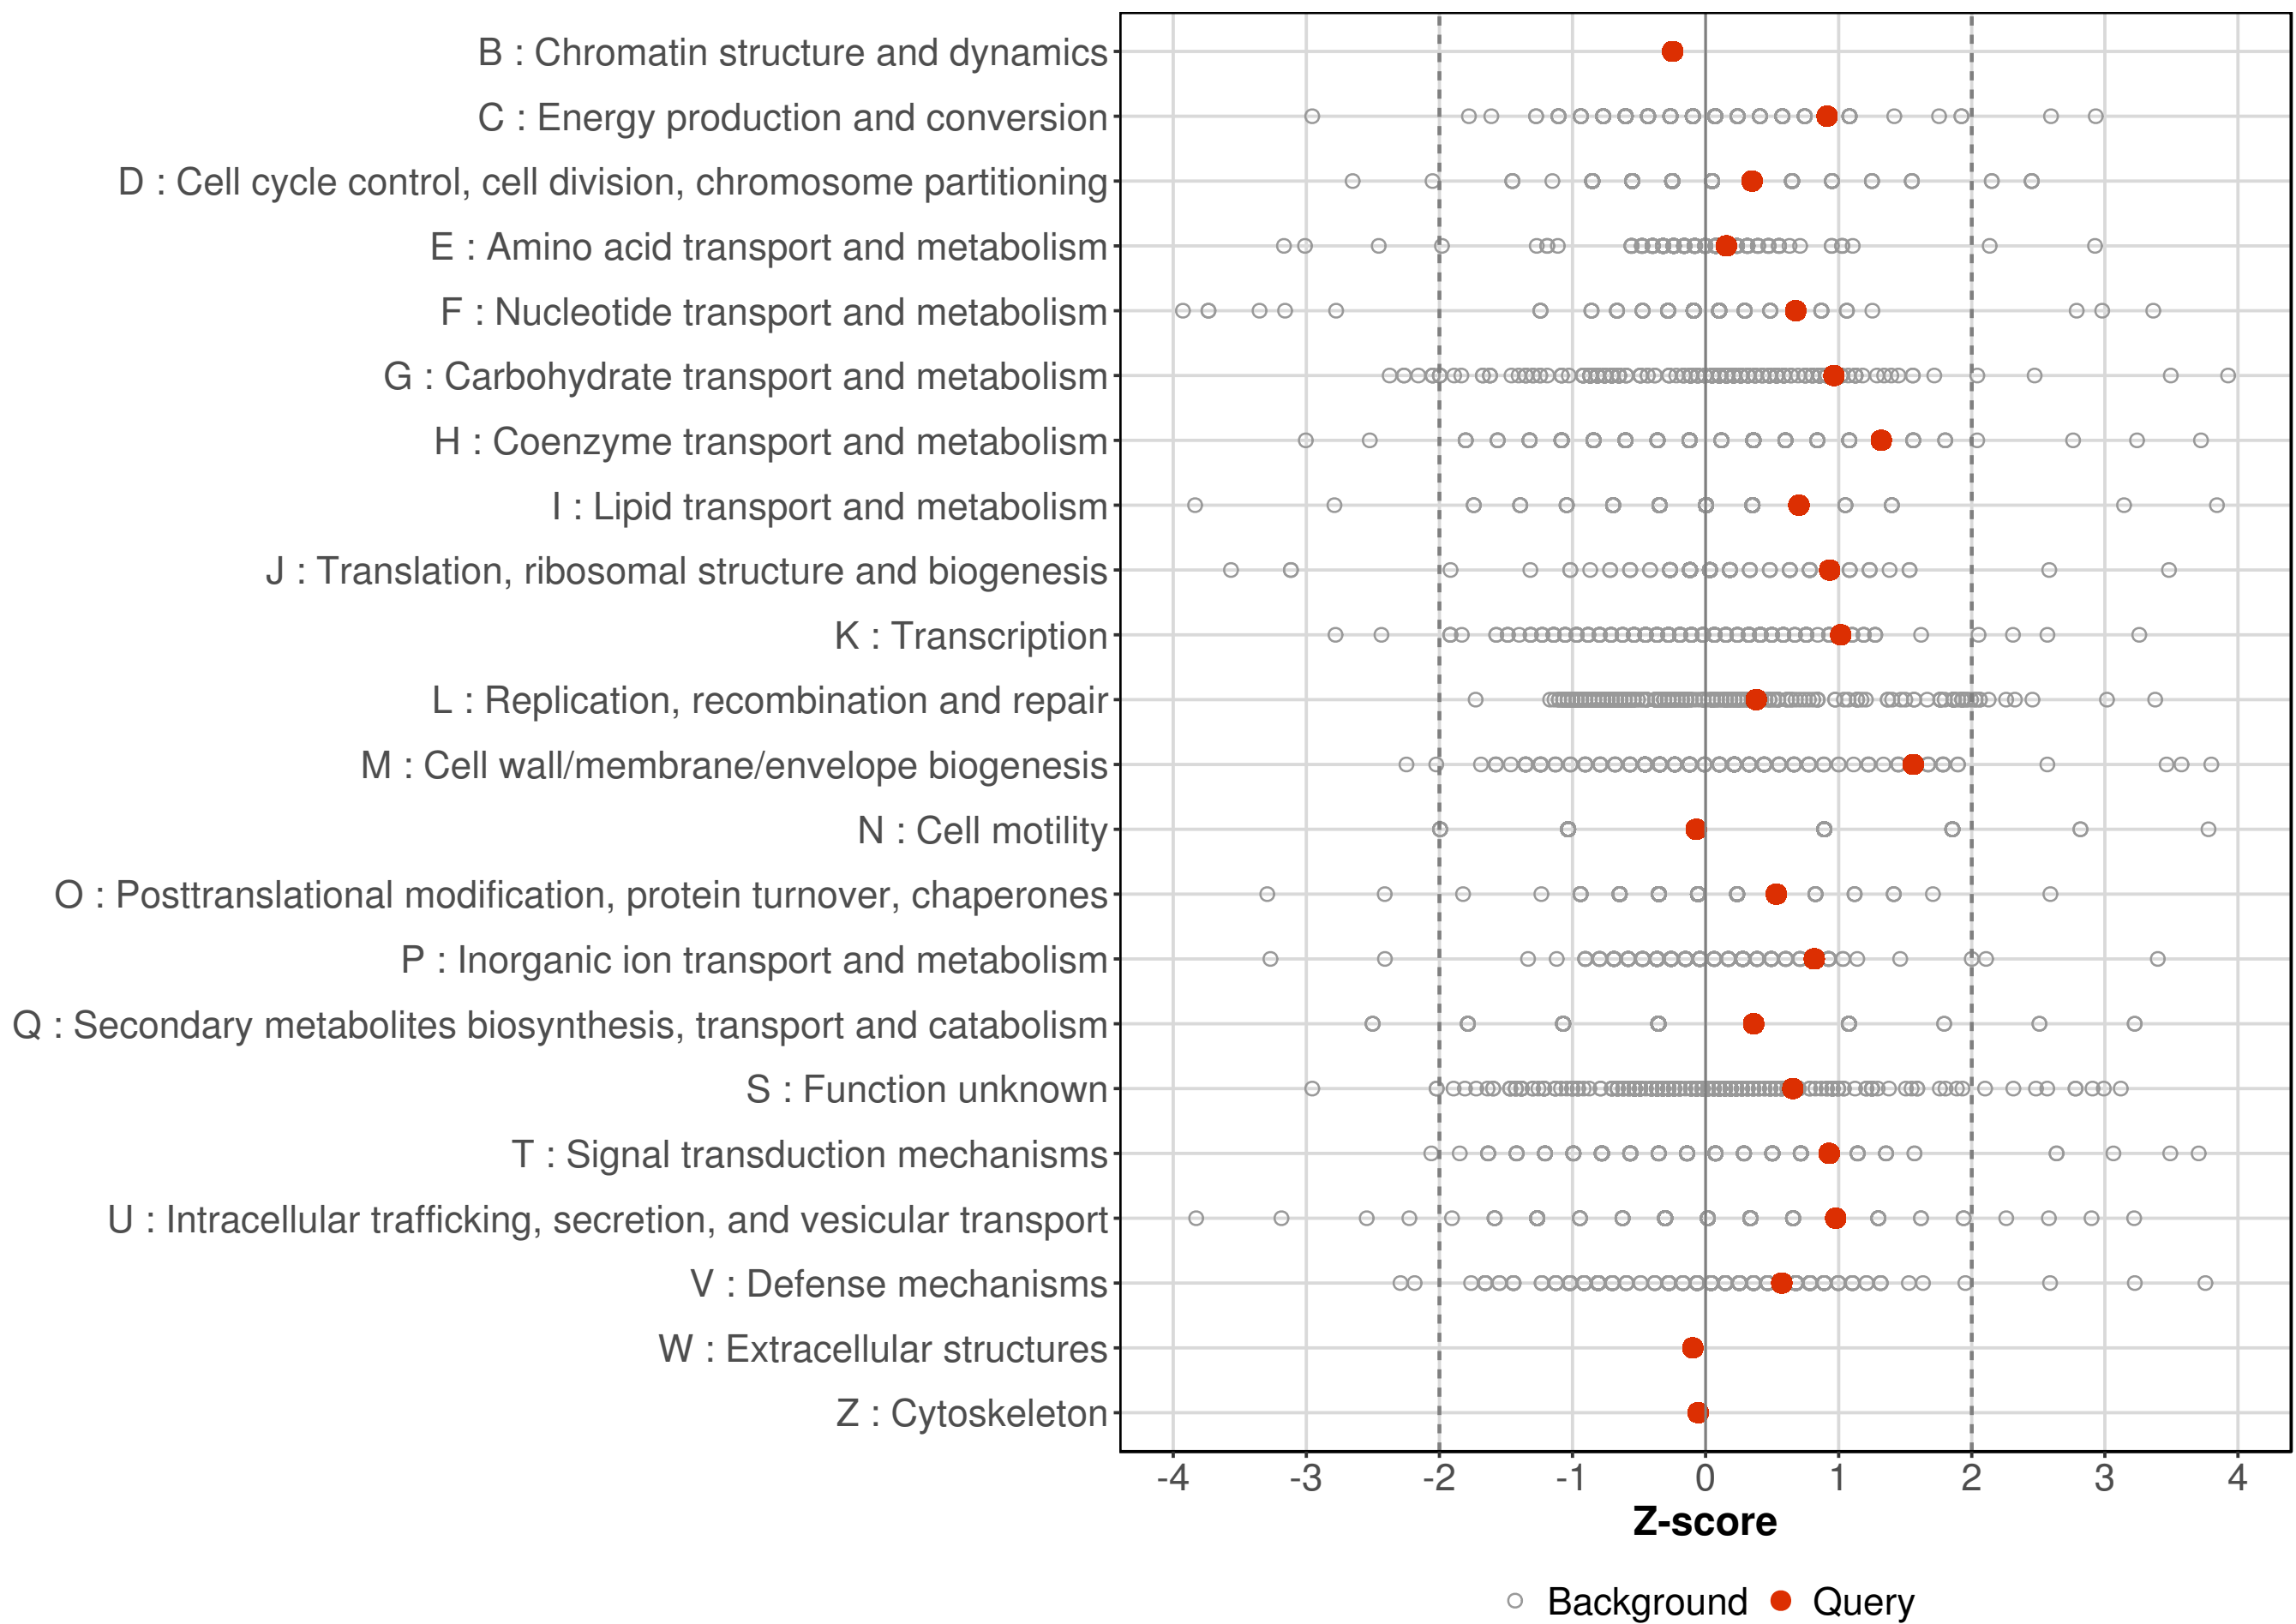 B : Chromatin structure and dynamics
C : Energy production and conversion
D : Cell cycle control, cell division, chromosome partitioning
E : Amino acid transport and metabolism
F : Nucleotide transport and metabolism
G : Carbohydrate transport and metabolism
H : Coenzyme transport and metabolism
I : Lipid transport and metabolism
J : Translation, ribosomal structure and biogenesis
K : Transcription
L : Replication, recombination and repair
M : Cell wall/membrane/envelope biogenesis
N : Cell motility
O : Posttranslational modification, protein turnover, chaperones
P : Inorganic ion transport and metabolism
Q : Secondary metabolites biosynthesis, transport and catabolism
S : Function unknown
T : Signal transduction mechanisms
U : Intracellular trafficking, secretion, and vesicular transport
V : Defense mechanisms
W : Extracellular structures
Z : Cytoskeleton
-4 -3 -2 -1 0 1 2 3 4
Z-score
Background Query